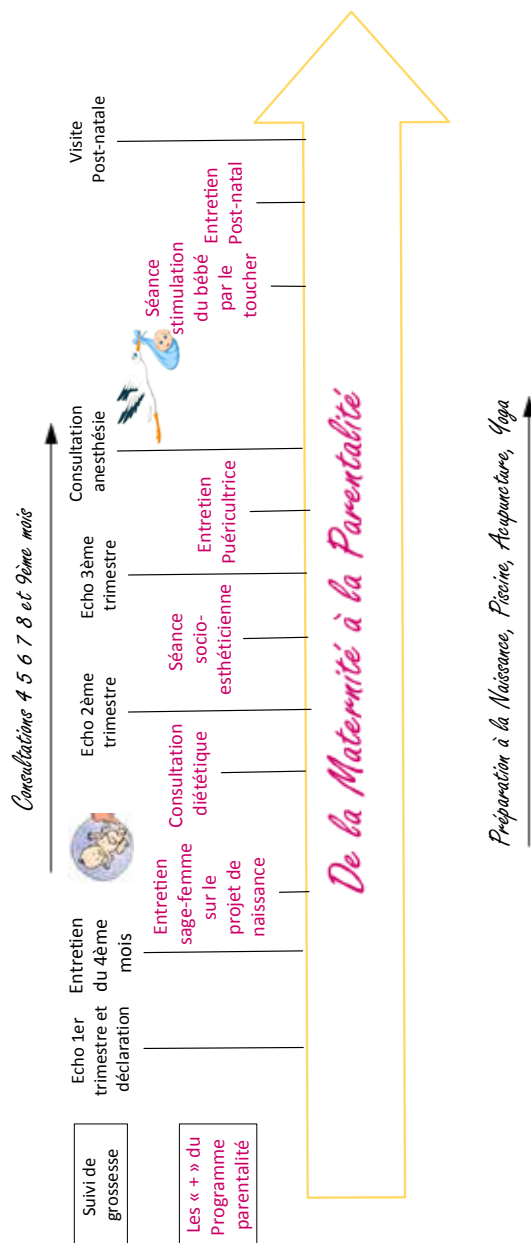 Consultations 4 5 6 7 8 et 9ème mois
Suivi de
grossesse
Echo 1er
trimestre et
déclaration
Entretien
du 4ème
mois
Echo 2ème
trimestre
Echo 3ème
trimestre
Consultation
anesthésie
Visite
Post-natale
Les « + » du
Programme
parentalité
Entretien
sage-femme
sur le
projet de
naissance
Consultation
diététique
Séance
socio-
esthéticienne
Entretien
Puéricultrice
Séance
stimulation
du bébé
par le
toucher
Entretien
Post-natal
De la Maternité à la Parentalité
Préparation à la Naissance, Piscine, Acupuncture, Yoga